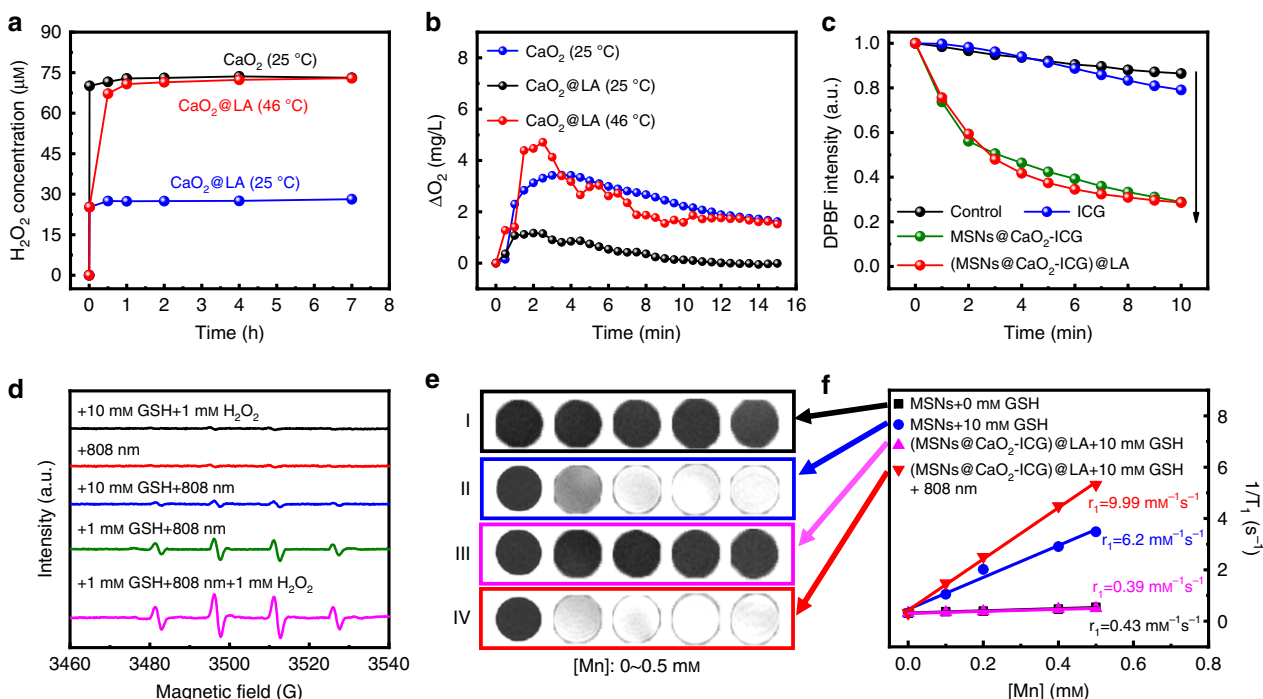 a
90
75
60
45
30
15
0
0 1 2 3 4 5 6 7 8
H₂O₂ concentration (μM)
Time (h)
CaO₂ (25 °C)
CaO₂@LA (46 °C)
CaO₂@LA (25 °C)
b
8
6
4
2
0
0 2 4 6 8 10 12 14 16
ΔO₂ (mg/L)
Time (min)
CaO₂ (25 °C)
CaO₂@LA (25 °C)
CaO₂@LA (46 °C)
c
1.0
0.8
0.6
0.4
0.2
0.0
0 2 4 6 8 10
DPBF intensity (a.u.)
Time (min)
Control
ICG
MSNs@CaO₂-ICG
(MSNs@CaO₂-ICG)@LA
d
+10 mM GSH+1 mM H₂O₂
+808 nm
+10 mM GSH+808 nm
+1 mM GSH+808 nm
+1 mM GSH+808 nm+1 mM H₂O₂
Intensity (a.u.)
3460 3480 3500 3520 3540
Magnetic field (G)
e
I
II
III
IV
[Mn]: 0~0.5 mM
f
MSNs+0 mM GSH
MSNs+10 mM GSH
(MSNs@CaO₂-ICG)@LA+10 mM GSH
(MSNs@CaO₂-ICG)@LA+10 mM GSH
+ 808 nm
r₁=9.99 mM⁻¹s⁻¹
r₁=6.2 mM⁻¹s⁻¹
r₁=0.39 mM⁻¹s⁻¹
r₁=0.43 mM⁻¹s⁻¹
8
6
4
2
0
1/T₁ (s⁻¹)
0.0 0.2 0.4 0.6 0.8
[Mn] (mM)